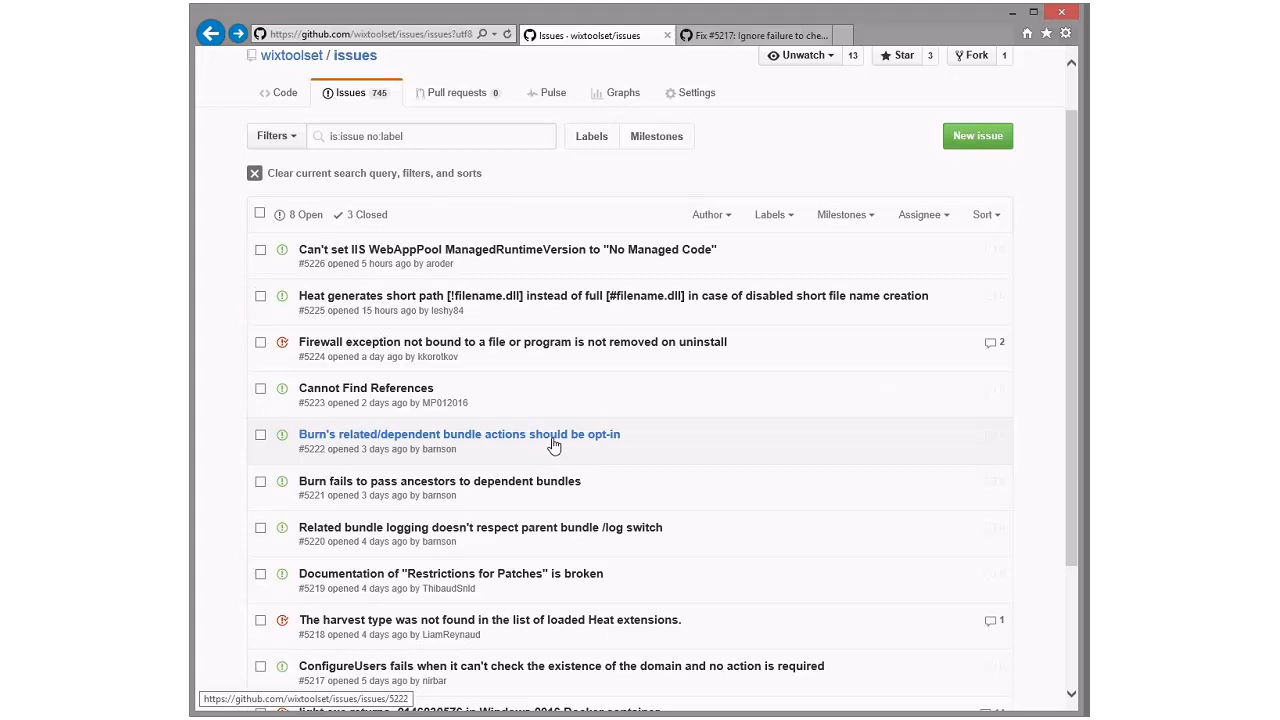 https://github.com/wixtoolset/issues/issues?utf8
Issues - wixtoolset/issues
Fix #5217: Ignore failure to che...
wixtoolset / issues
Unwatch 13
Star 3
Fork 1
Code
Issues 745
Pull requests 0
Pulse
Graphs
Settings
Filters
is:issue no:label
Labels
Milestones
New issue
Clear current search query, filters, and sorts
8 Open
3 Closed
Author
Labels
Milestones
Assignee
Sort
Can't set IIS WebAppPool ManagedRuntimeVersion to "No Managed Code"
#5226 opened 5 hours ago by aroder
Heat generates short path [!filename.dll] instead of full [#filename.dll] in case of disabled short file name creation
#5225 opened 15 hours ago by leshy84
Firewall exception not bound to a file or program is not removed on uninstall
2
#5224 opened a day ago by kkorotkov
Cannot Find References
#5223 opened 2 days ago by MP012016
Burn's related/dependent bundle actions should be opt-in
#5222 opened 3 days ago by barnson
Burn fails to pass ancestors to dependent bundles
#5221 opened 3 days ago by barnson
Related bundle logging doesn't respect parent bundle /log switch
#5220 opened 4 days ago by barnson
Documentation of "Restrictions for Patches" is broken
#5219 opened 4 days ago by ThibaudSnld
The harvest type was not found in the list of loaded Heat extensions.
1
#5218 opened 4 days ago by LiamReynaud
ConfigureUsers fails when it can't check the existence of the domain and no action is required
#5217 opened 5 days ago by nirbar
https://github.com/wixtoolset/issues/issues/5222